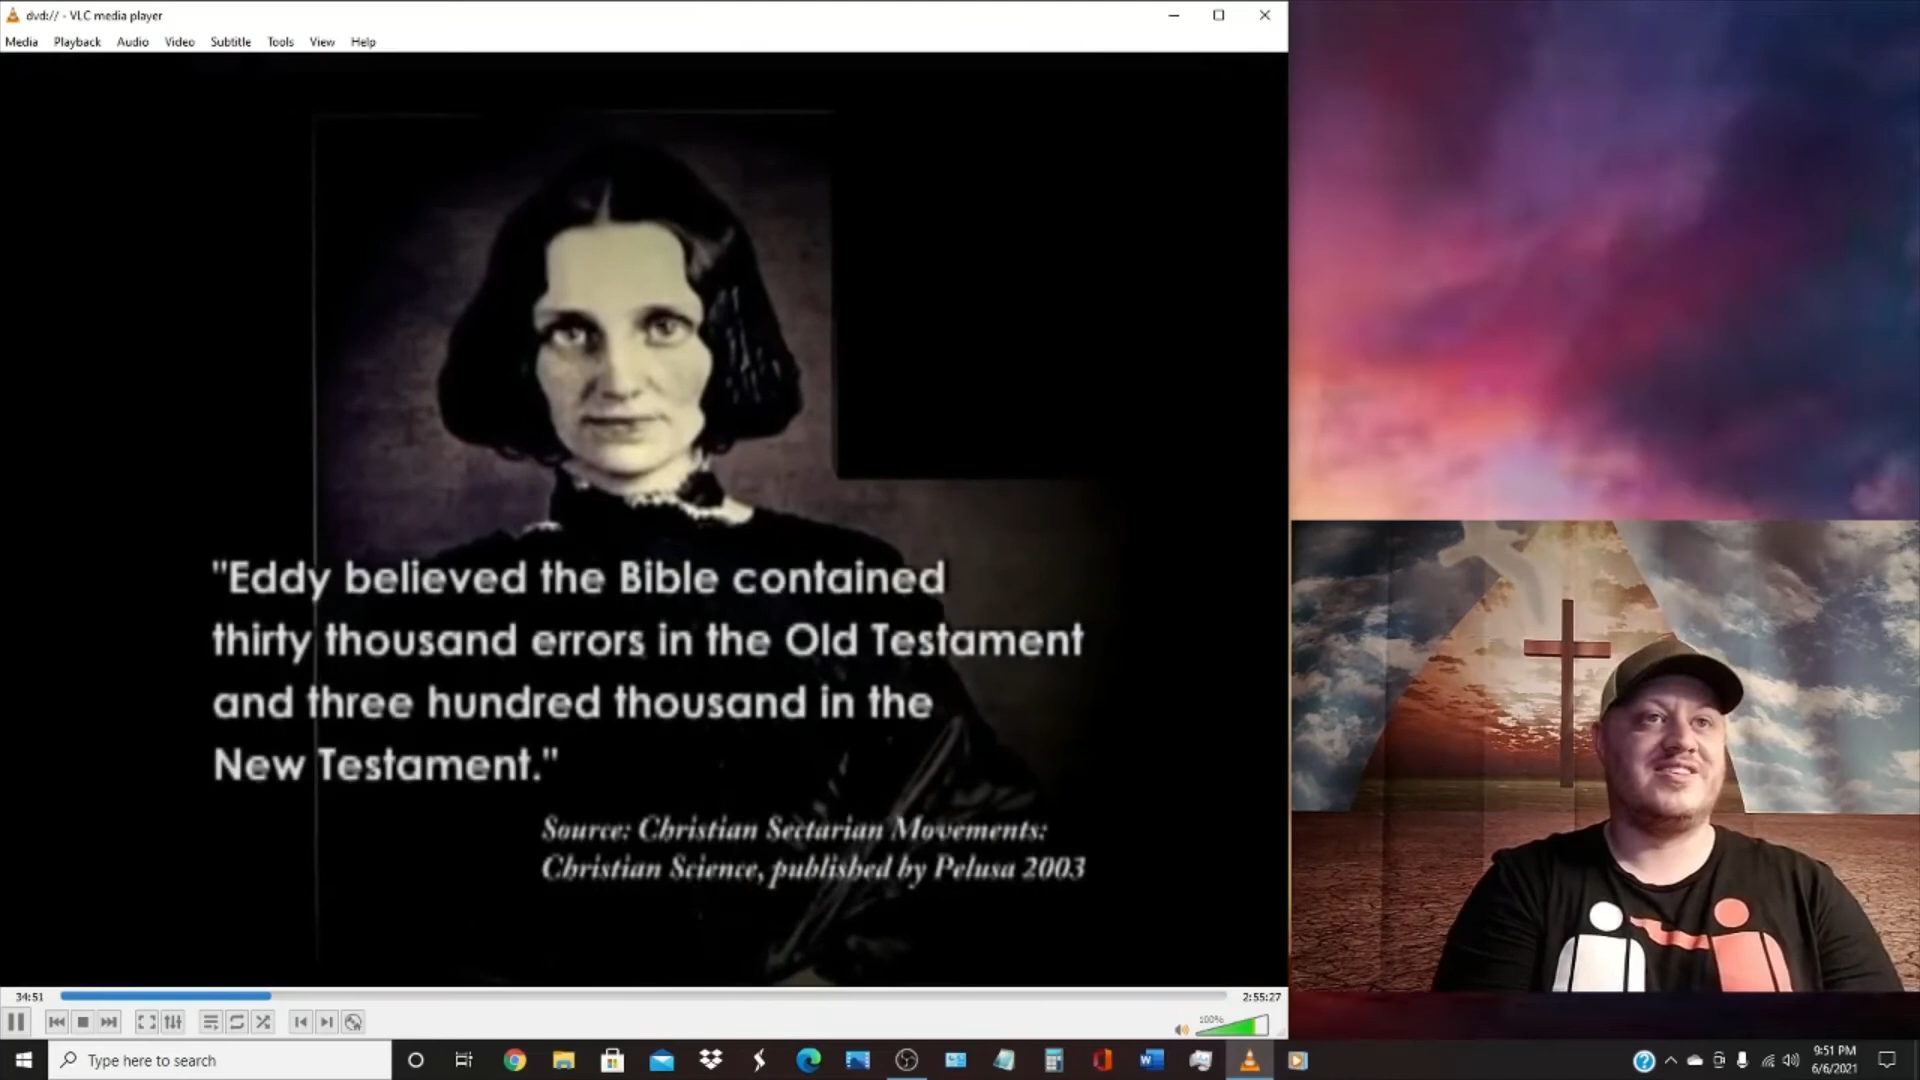 dvd:// - VLC media player
Media Playback Audio Video Subtitle Tools View Help
"Eddy believed the Bible contained
thirty thousand errors in the Old Testament
and three hundred thousand in the
New Testament."
Source: Christian Sectarian Movements:
Christian Science, published by Pelusa 2003
34:51
2:55:27
100%
Type here to search
9:51 PM
6/6/2021